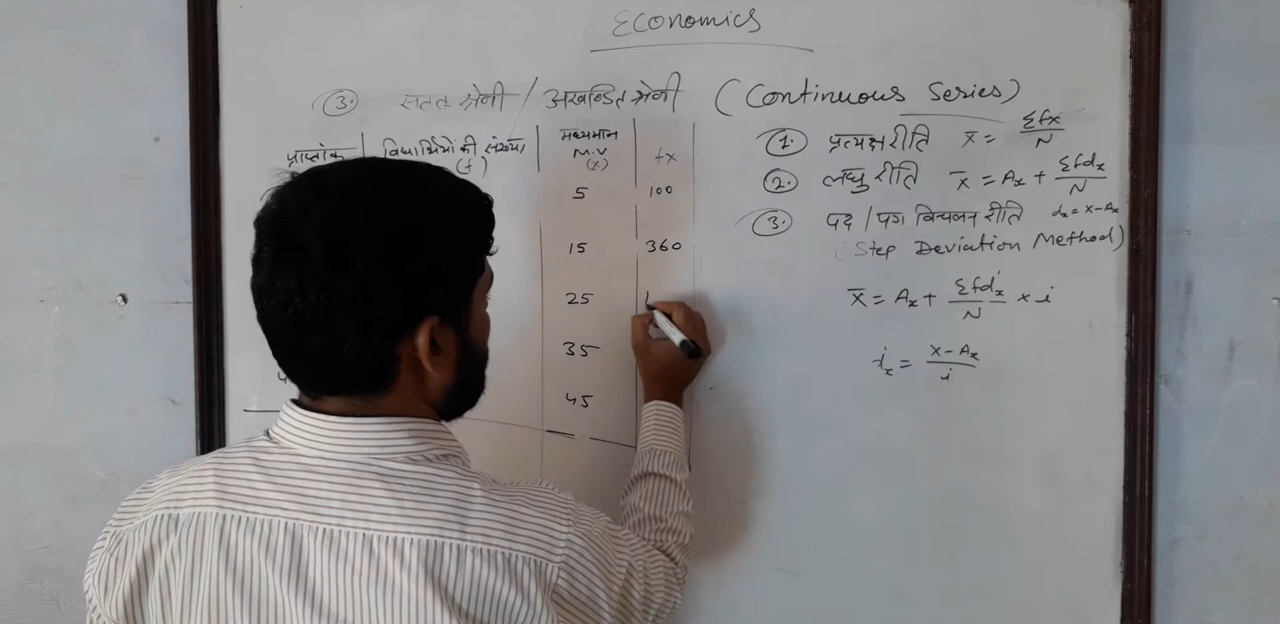 Economics
③. सतत श्रेणी / अखण्डित श्रेणी (Continuous Series)
प्राप्तांक | विद्यार्थियों की संख्या (f) | मध्यमान M.V (x) | fx
5 | 100
15 | 360
25
35
45
①. प्रत्यक्ष रीति x̄ = Σfx/N
②. लघु रीति x̄ = Ax + Σfdx/N
dx = x-Ax
③. पद / पग विचलन रीति
(Step Deviation Method)
x̄ = Ax + Σfd'x/N × i
= x-Ax/i